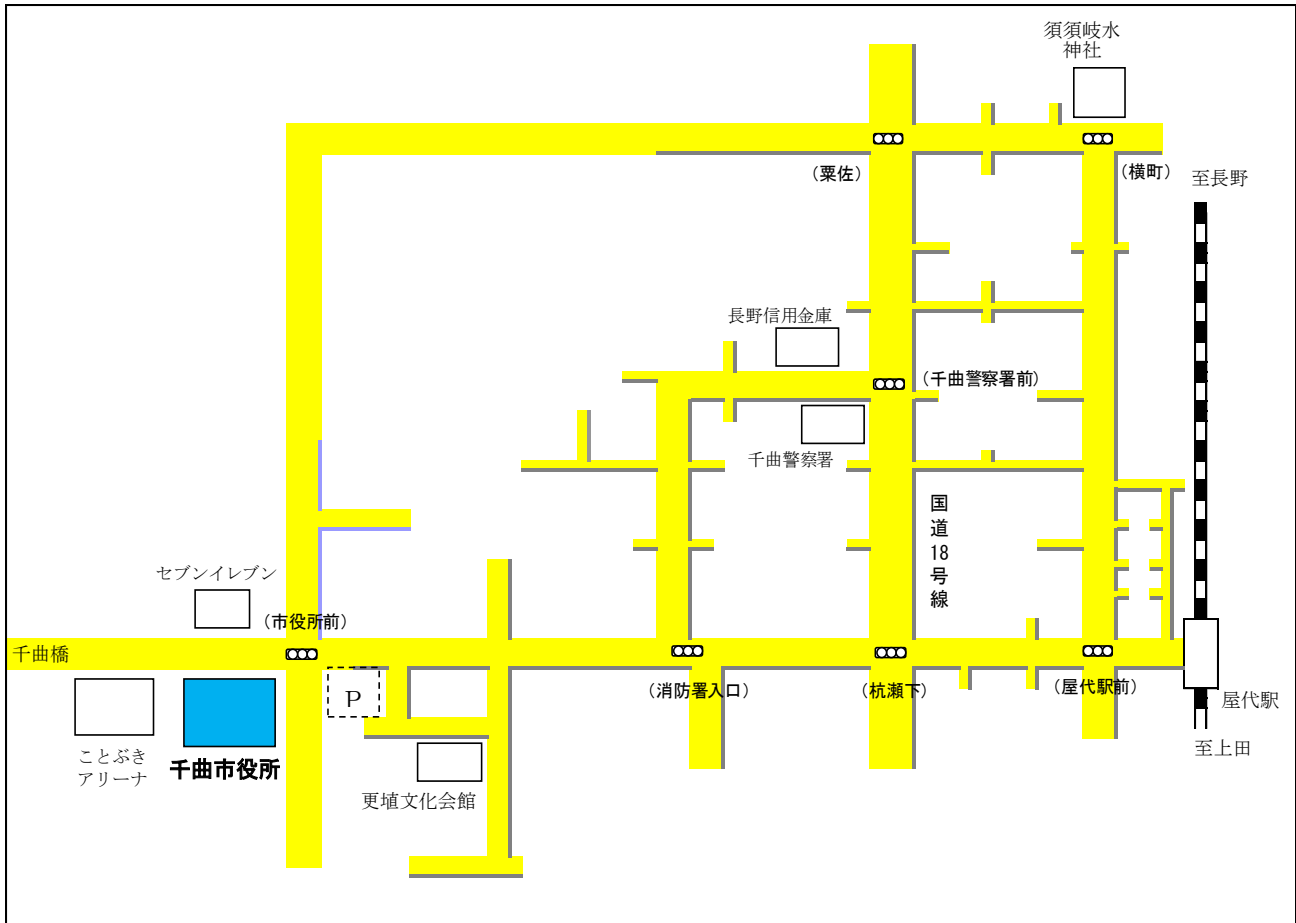 須須岐水
神社
(粟佐)
(横町)
至長野
長野信用金庫
(千曲警察署前)
千曲警察署
国道18号線
セブンイレブン
(市役所前)
千曲橋
P
(消防署入口)
(杭瀬下)
(屋代駅前)
屋代駅
至上田
ことぶき
アリーナ
千曲市役所
更埴文化会館